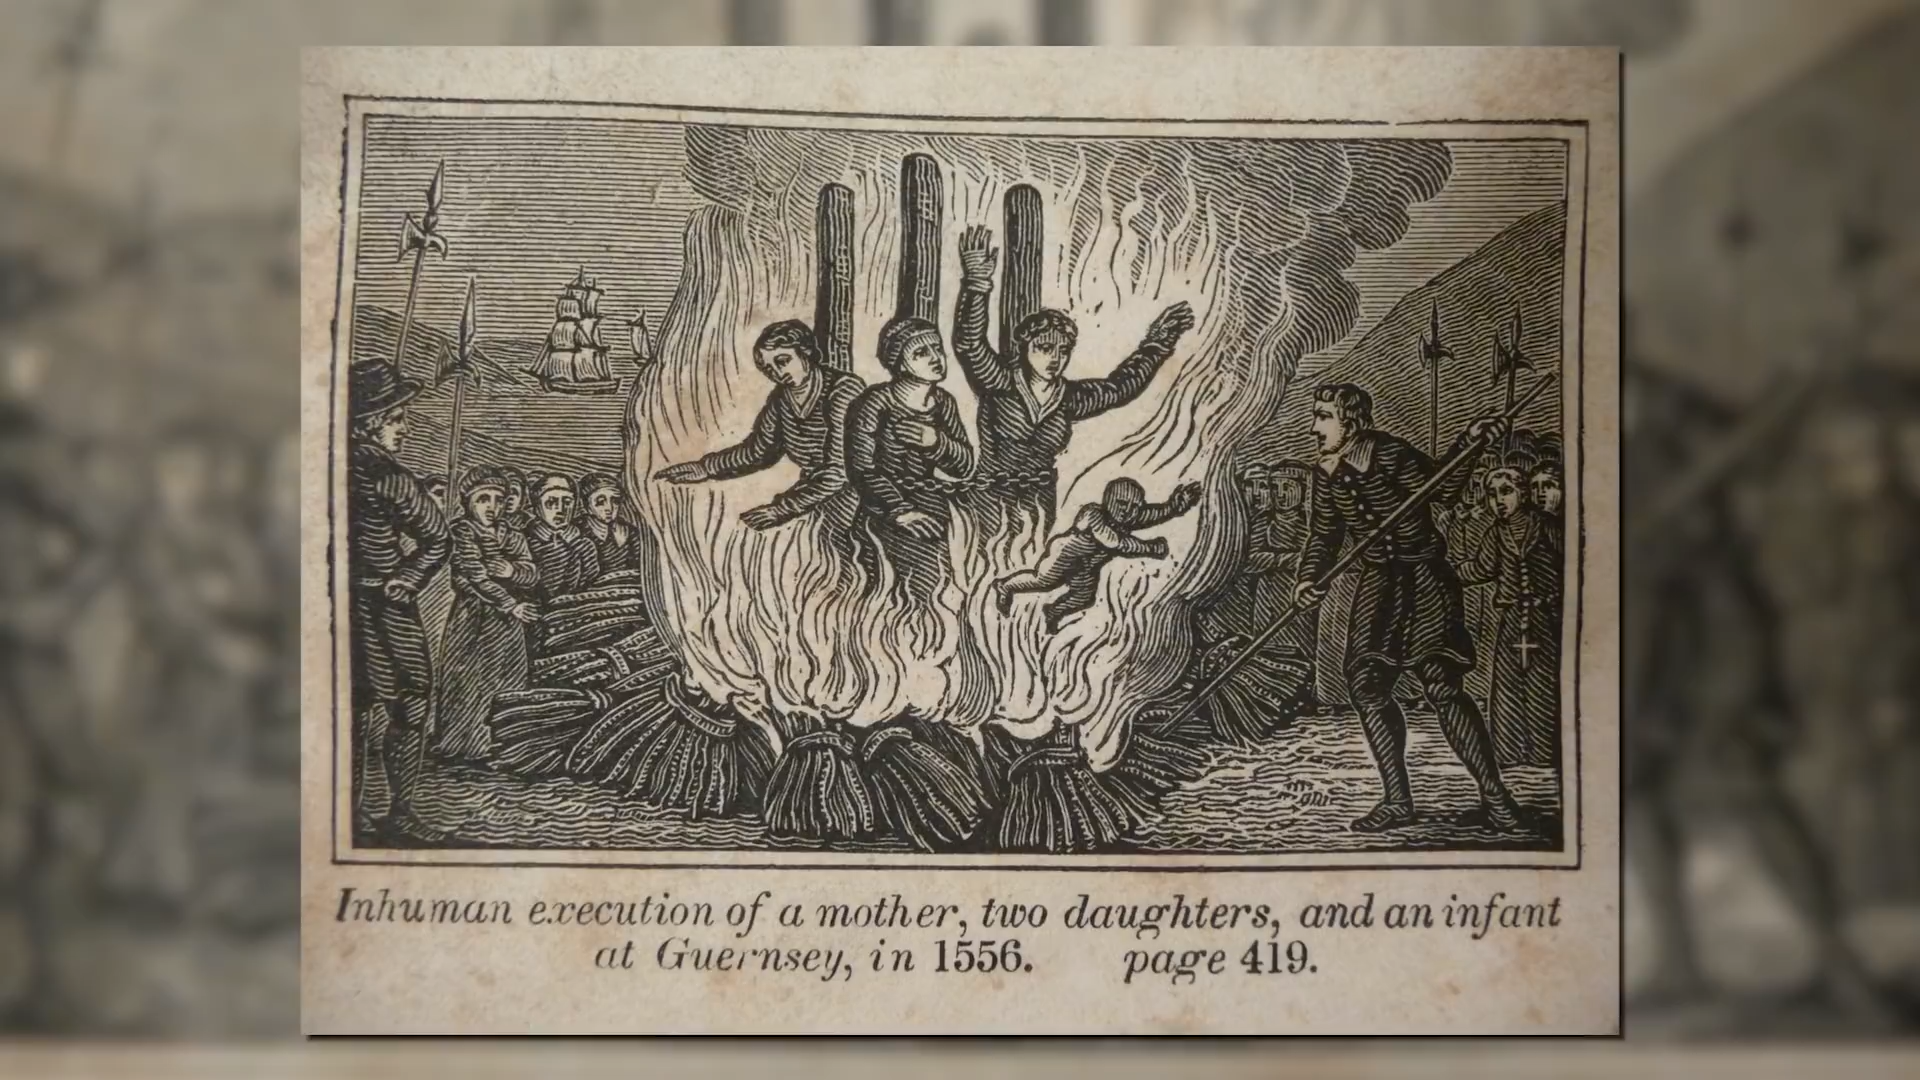 Inhuman execution of a mother, two daughters, and an infant
at Guernsey, in 1556. page 419.